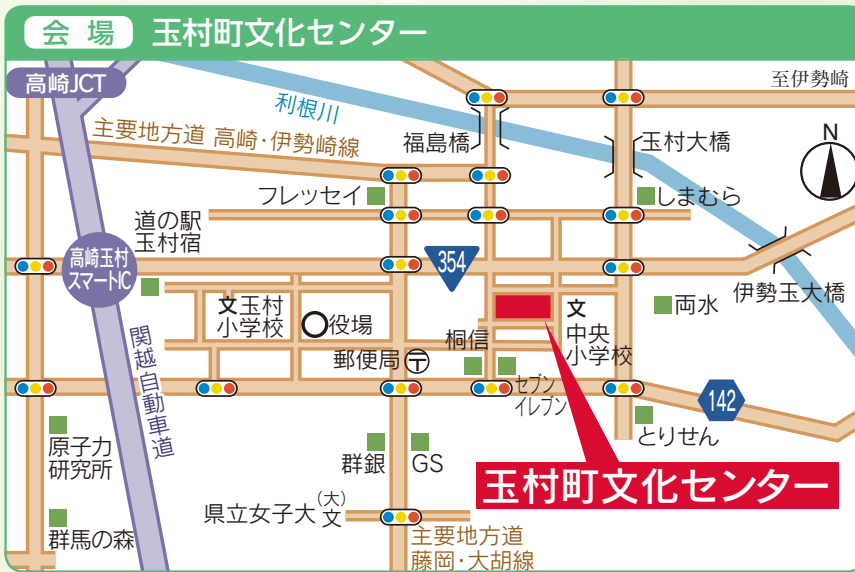 会場 玉村町文化センター
高崎JCT
至伊勢崎
利根川
主要地方道 高崎・伊勢崎線
福島橋
玉村大橋
N
フレッセイ
しまむら
道の駅
玉村宿
高崎玉村
スマートIC
354
伊勢玉大橋
文玉村
小学校
役場
文
中央
小学校
両水
桐信
郵便局〒
関越自動車道
セブン
イレブン
142
原子力
研究所
とりせん
群銀
GS
玉村町文化センター
県立女子大(大)文
群馬の森
主要地方道
藤岡・大胡線